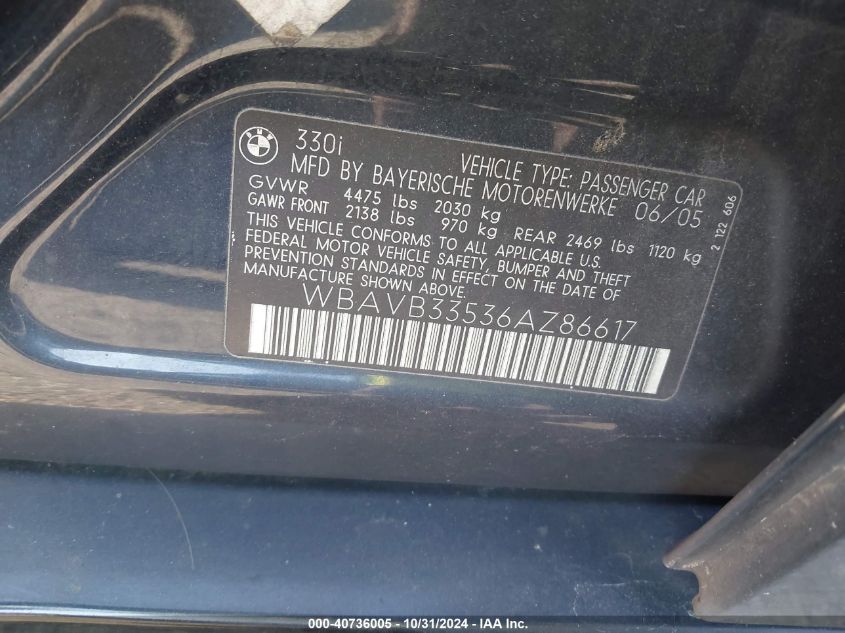 BMW
330i VEHICLE TYPE: PASSENGER CAR
MFD BY BAYERISCHE MOTORENWERKE 06/05
GVWR 4475 lbs 2030 kg
GAWR FRONT 2138 lbs 970 kg REAR 2469 lbs 1120 kg
THIS VEHICLE CONFORMS TO ALL APPLICABLE U.S.
FEDERAL MOTOR VEHICLE SAFETY, BUMPER AND THEFT
PREVENTION STANDARDS IN EFFECT ON THE DATE OF
MANUFACTURE SHOWN ABOVE.
WBAVB33536AZ86617
2 122 606
000-40736005 - 10/31/2024 - IAA Inc.